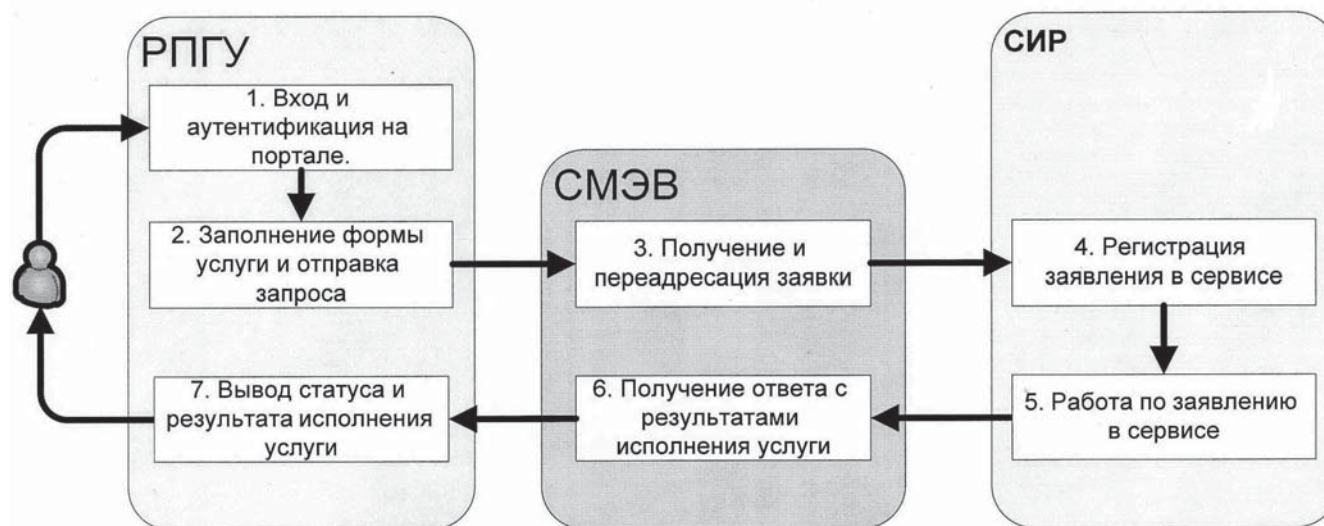 РПГУ
1. Вход и
аутентификация на
портале.
2. Заполнение формы
услуги и отправка
запроса
СМЭВ
3. Получение и
переадресация заявки
СИР
4. Регистрация
заявления в сервисе
5. Работа по заявлению
в сервисе
6. Получение ответа с
результатами
исполнения услуги
7. Вывод статуса и
результата исполнения
услуги